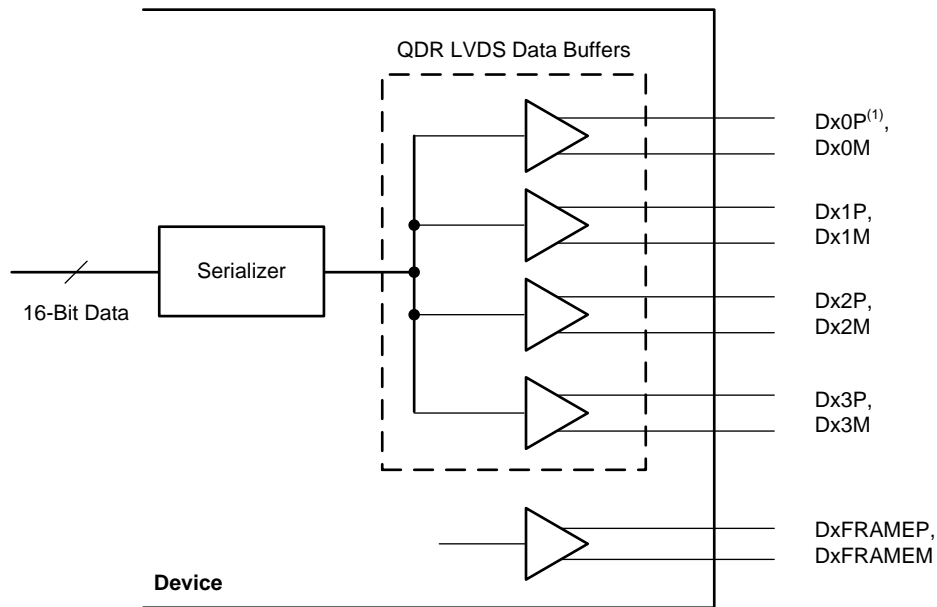 QDR LVDS Data Buffers
Dx0P(1),
Dx0M
Dx1P,
Dx1M
Serializer
16-Bit Data
Dx2P,
Dx2M
Dx3P,
Dx3M
DxFRAMEP,
DxFRAMEM
Device